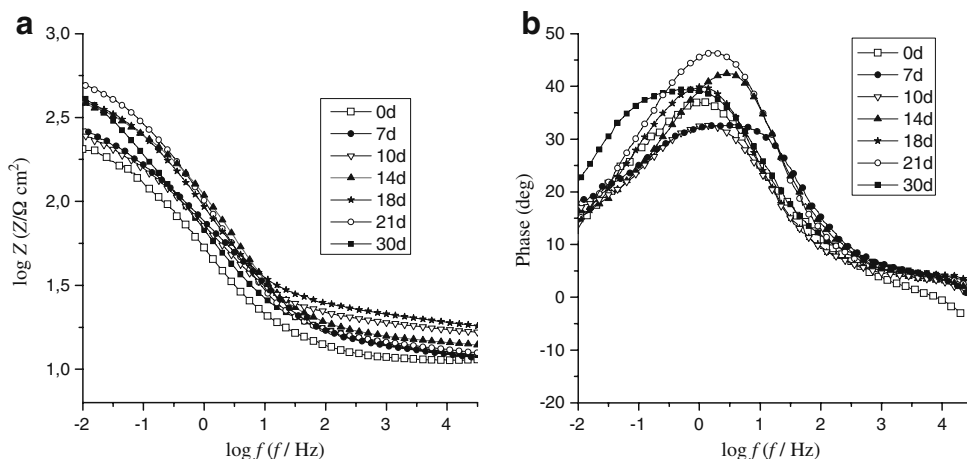 a
3,0
2,5
2,0
1,5
1,0
log Z (Z/Ω cm²)
0d
7d
10d
14d
18d
21d
30d
-2 -1 0 1 2 3 4
log f (f / Hz)
b
50
40
30
20
10
0
-10
-20
Phase (deg)
0d
7d
10d
14d
18d
21d
30d
-2 -1 0 1 2 3 4
log f (f / Hz)